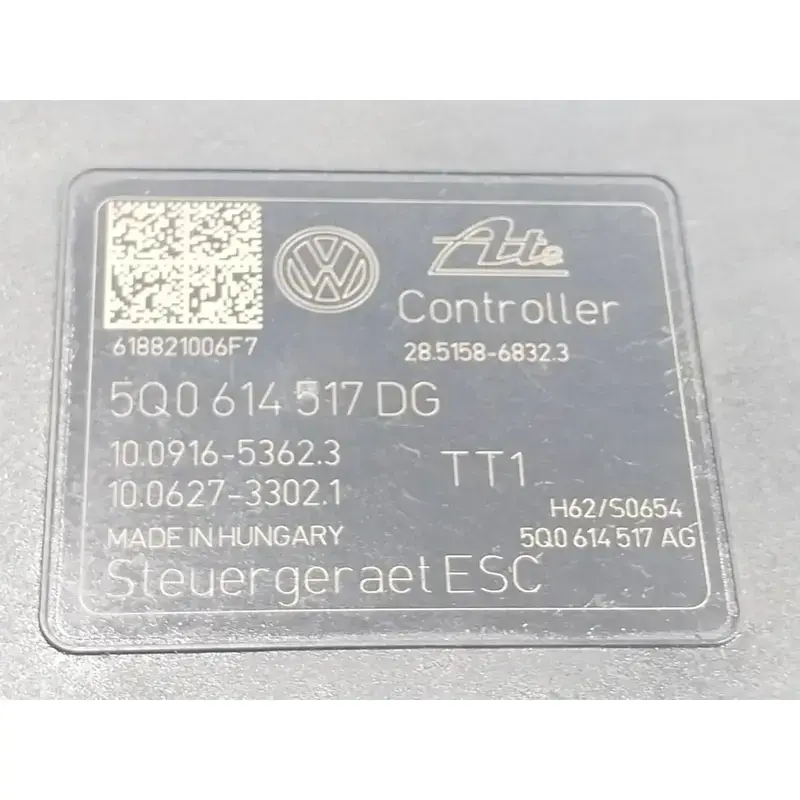 Ate
Controller
618821006F7
28.5158-6832.3
5Q0 614 517 DG
10.0916-5362.3
10.0627-3302.1
TT1
H62/S0654
MADE IN HUNGARY
5Q0 614 517 AG
Steuergeraet ESC